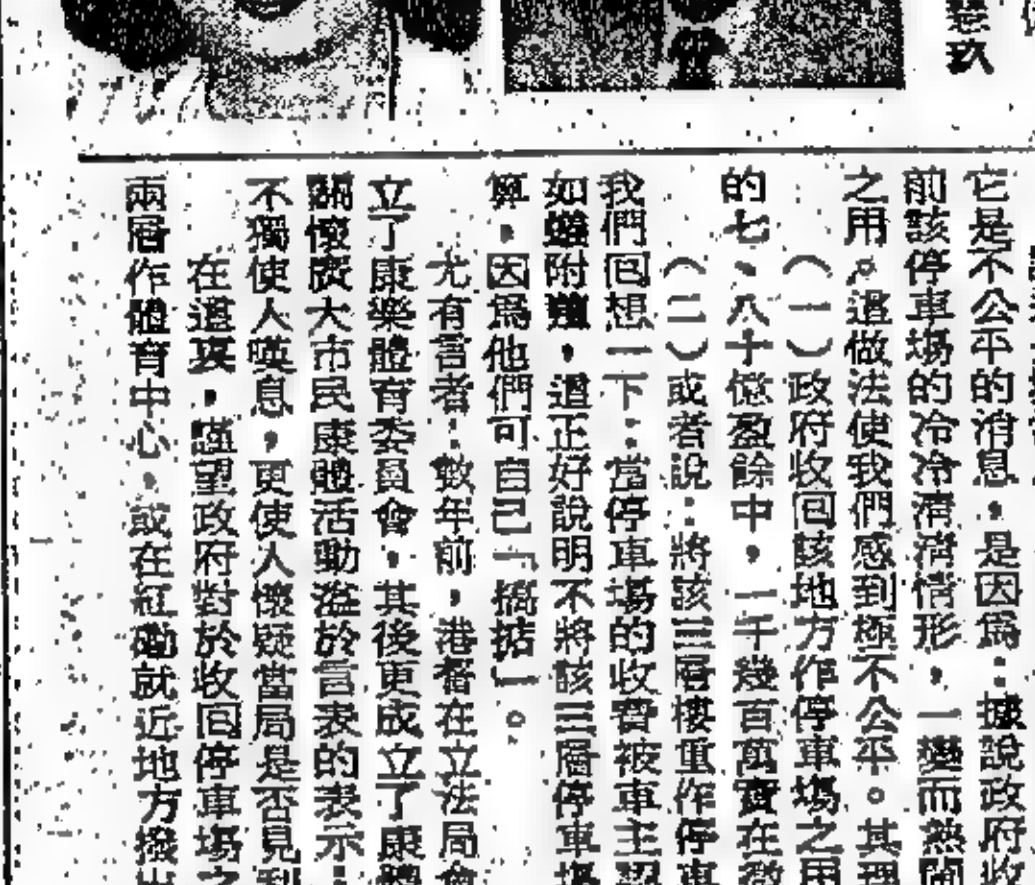 玖
它是不公平的消息，是因為：據說政府收
前該停車場的冷冷清清情形，一變而熱鬧
之用。這做法使我們感到極不公平。其理
（一）政府收回該地方作停車場之用
的七、八千億盈餘中，一千幾百萬實在微
（二）或者說：將該三層樓重作停車
我們回想一下：當停車場的收費被車主認
如蟻附羶，這正好說明不將該三層停車場
算，因為他們可自己「搞掂」。
尤有言者：數年前，港督在立法局會
立了康樂體育委員會，其後更成立了康體
關懷廣大市民康體活動溢於言表的表示：
不獨使人嘆息，更使人懷疑當局是否見利
在這裏，謹望政府對於收回停車場之
兩層作體育中心，或在紅磡就近地方撥出